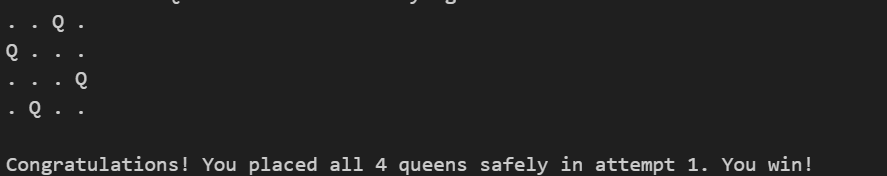 . . Q .
Q . . .
. . . Q
. Q . .
Congratulations! You placed all 4 queens safely in attempt 1. You win!